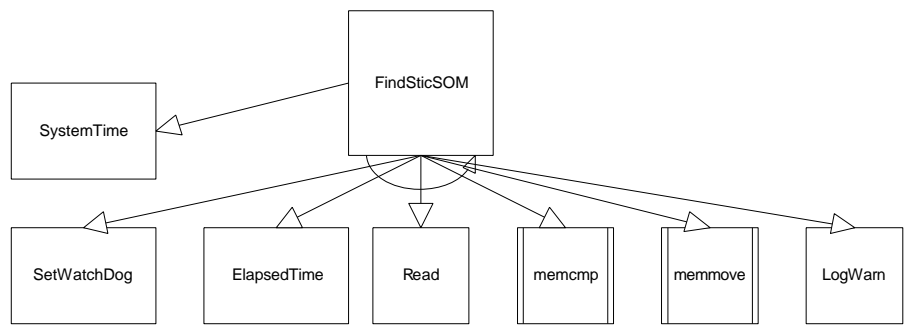 FindSticSOM
SystemTime
SetWatchDog
ElapsedTime
Read
memcmp
memmove
LogWarn